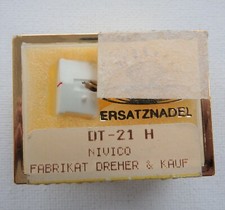 ERSATZNADEL
DT-21 H
NIVICO
FABRIKAT DREHER & KAUF